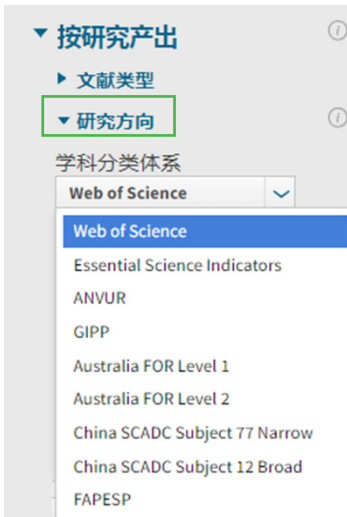 按研究产出
文献类型
研究方向
学科分类体系
Web of Science
Web of Science
Essential Science Indicators
ANVUR
GIPP
Australia FOR Level 1
Australia FOR Level 2
China SCADC Subject 77 Narrow
China SCADC Subject 12 Broad
FAPESP